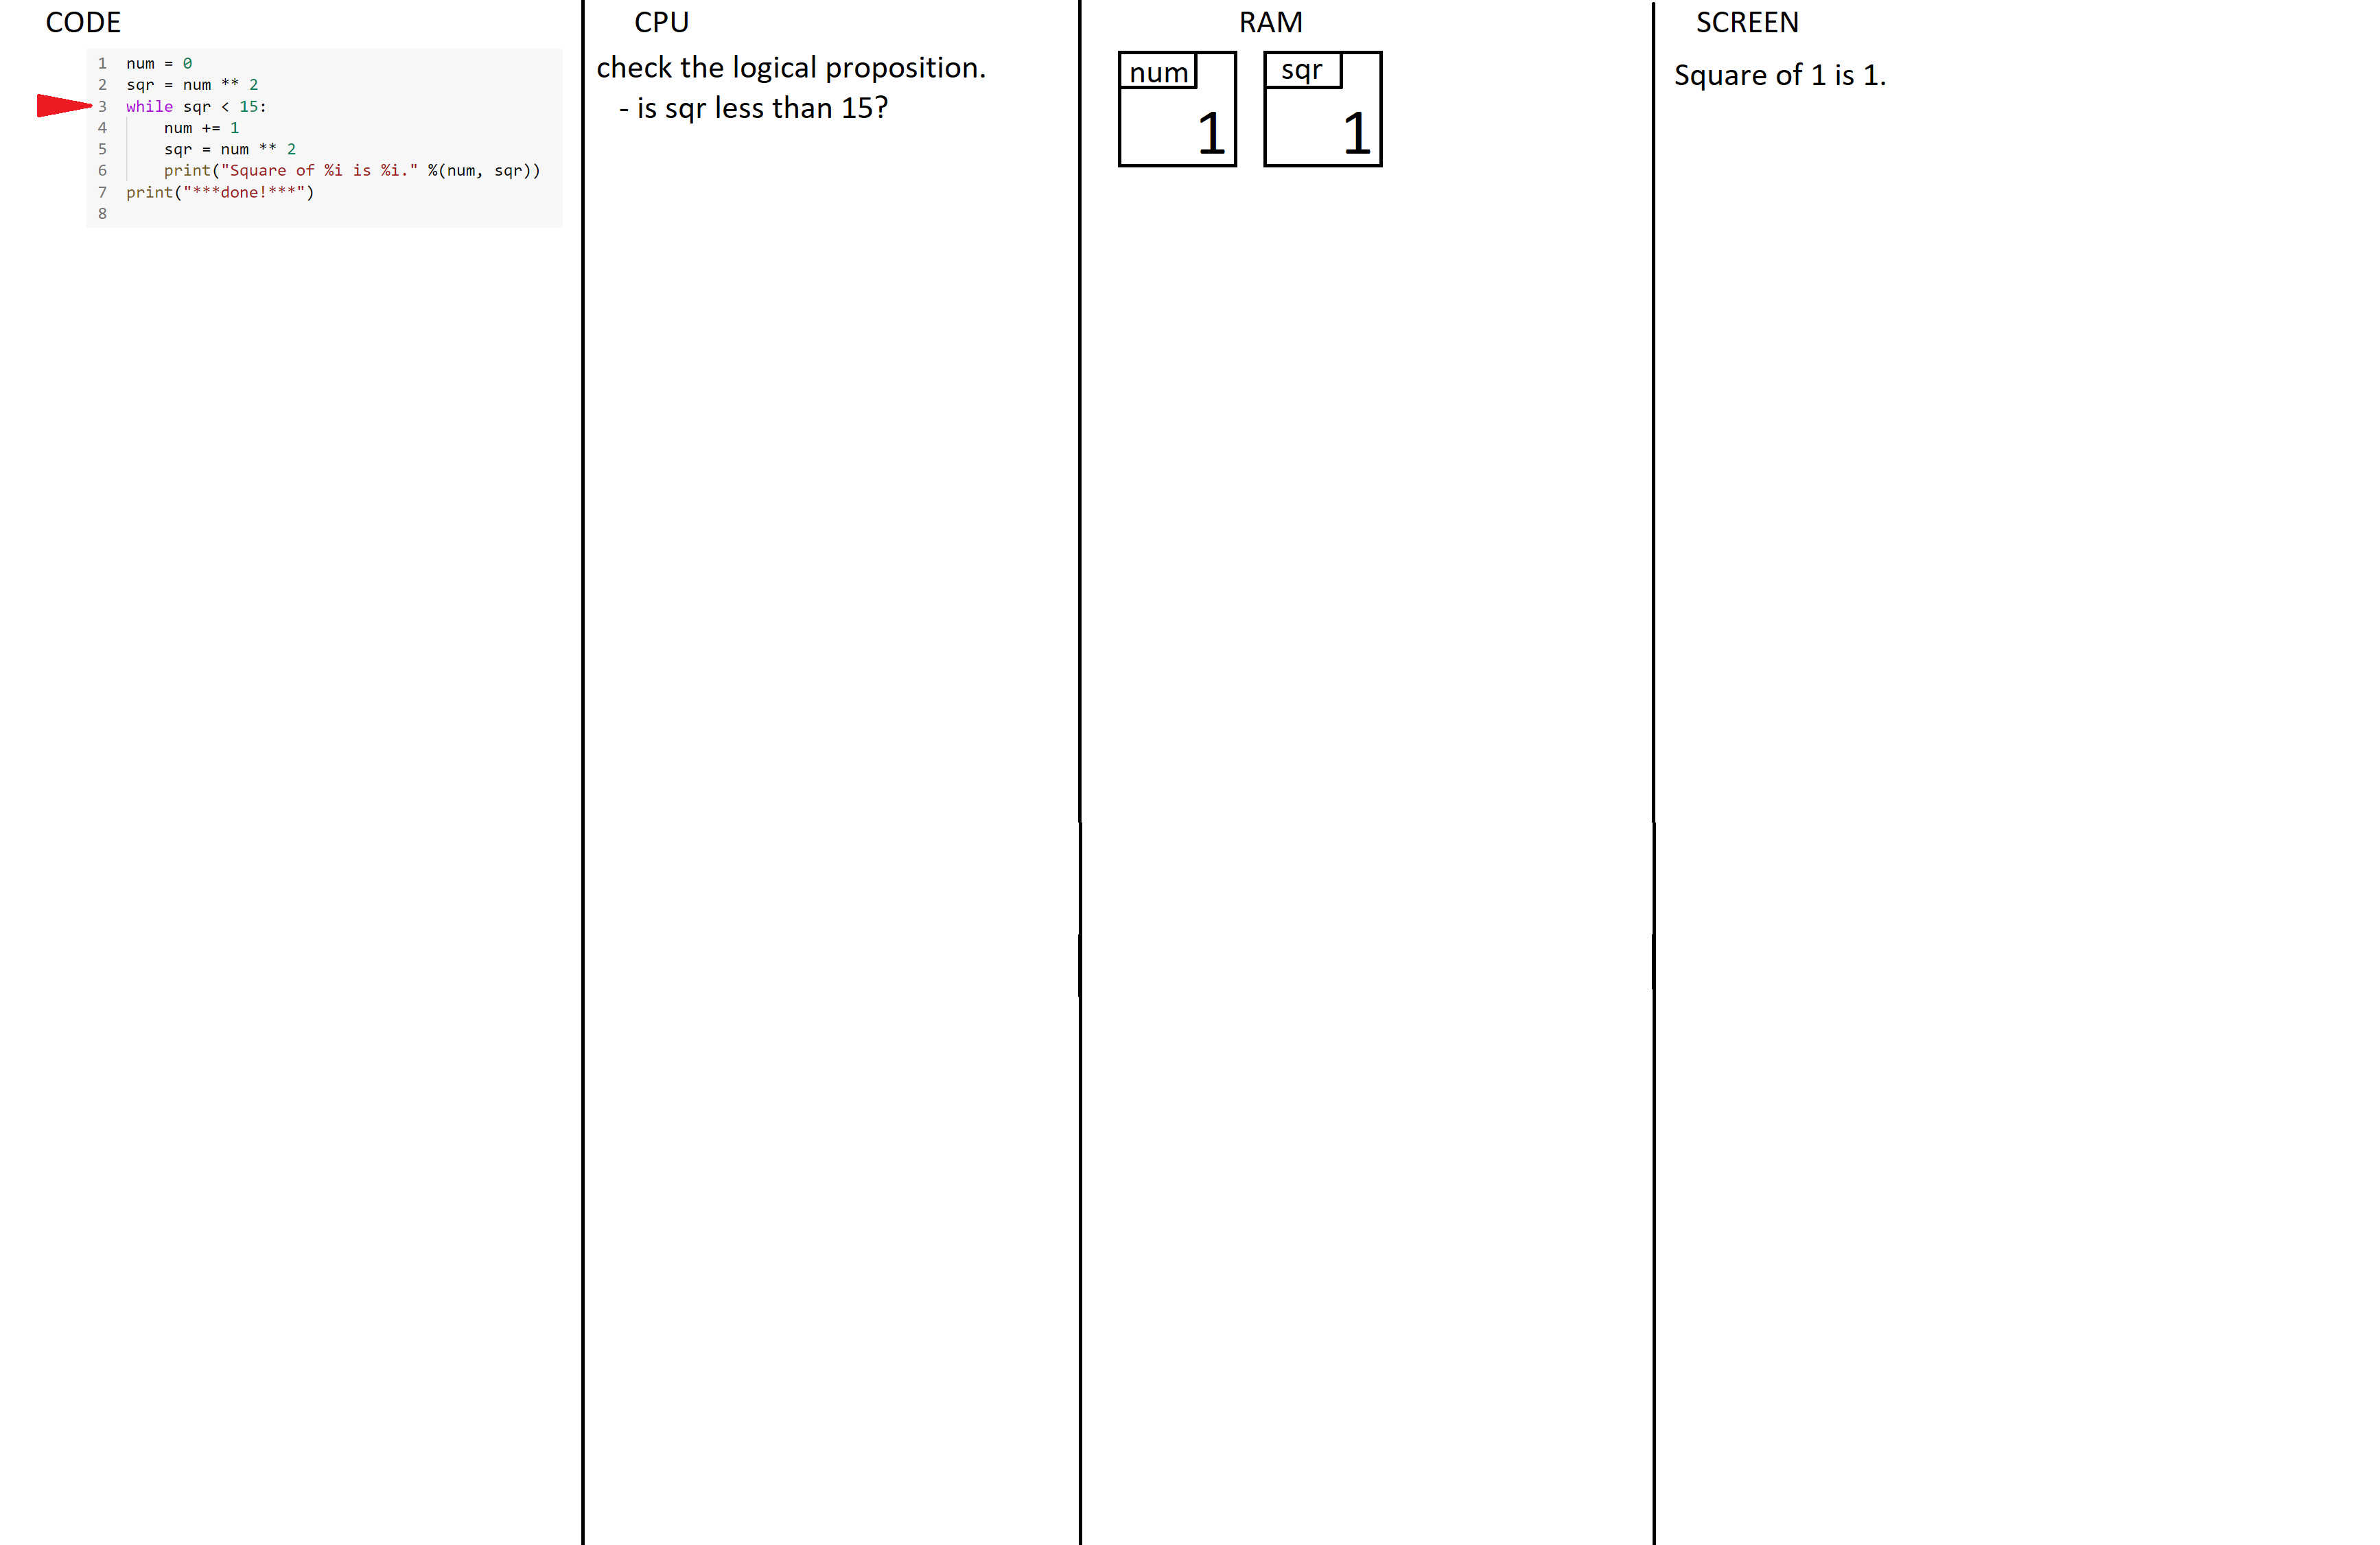 CODE
1 num = 0
2 sqr = num ** 2
3 while sqr < 15:
4     num += 1
5     sqr = num ** 2
6     print("Square of %i is %i." %(num, sqr))
7 print("***done!***")
8
CPU
check the logical proposition.
- is sqr less than 15?
RAM
num
1
sqr
1
SCREEN
Square of 1 is 1.